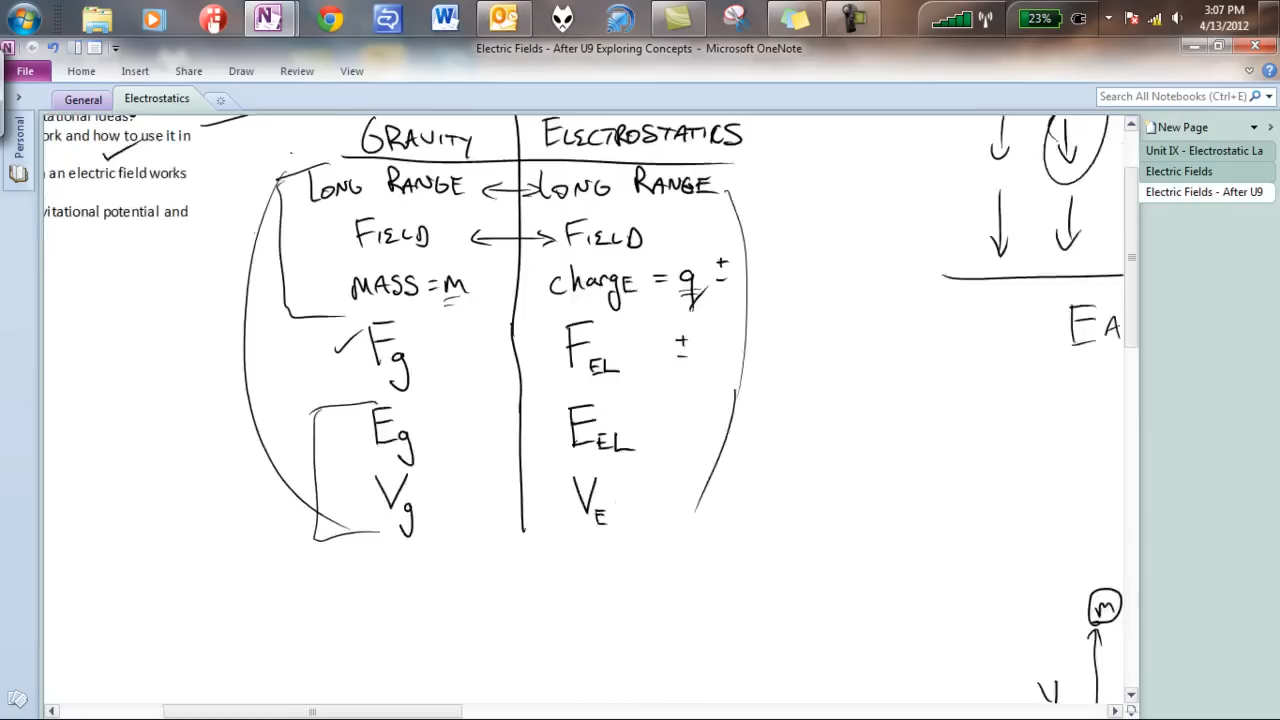 3:07 PM
23%
4/13/2012
Electric Fields - After U9 Exploring Concepts - Microsoft OneNote
File Home Insert Share Draw Review View
General Electrostatics
Search All Notebooks (Ctrl+E)
Personal
New Page
Unit IX - Electrostatic La
Electric Fields
Electric Fields - After U9
tational ideas?
ork and how to use it in
an electric field works
vitational potential and
GRAVITY ELECTROSTATICS
LONG RANGE LONG RANGE
FIELD FIELD
MASS = m charge = q ±
Fg FEL ±
Eg EEL
Vg VE
EA
m